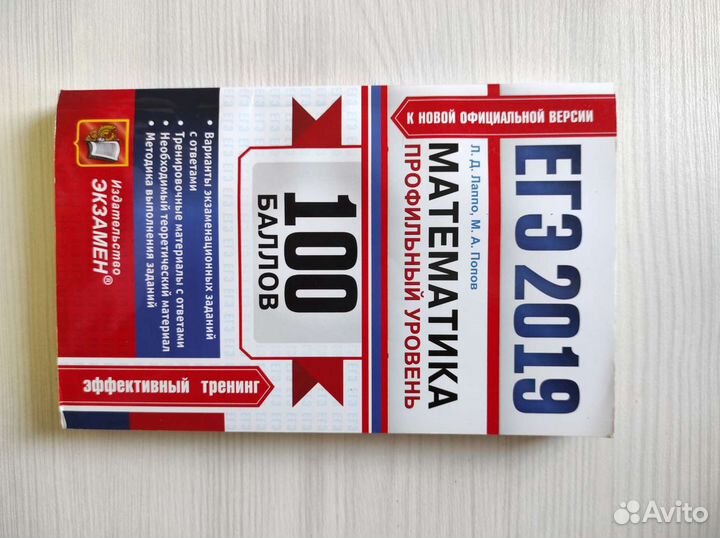 К НОВОЙ ОФИЦИАЛЬНОЙ ВЕРСИИ
ЕГЭ 2019
Л. Д. Лаппо, М. А. Попов
МАТЕМАТИКА
ПРОФИЛЬНЫЙ УРОВЕНЬ
100
БАЛЛОВ
• Варианты экзаменационных заданий
с ответами
• Тренировочные материалы с ответами
• Необходимый теоретический материал
• Методика выполнения заданий
Издательство
ЭКЗАМЕН®
эффективный тренинг
Avito